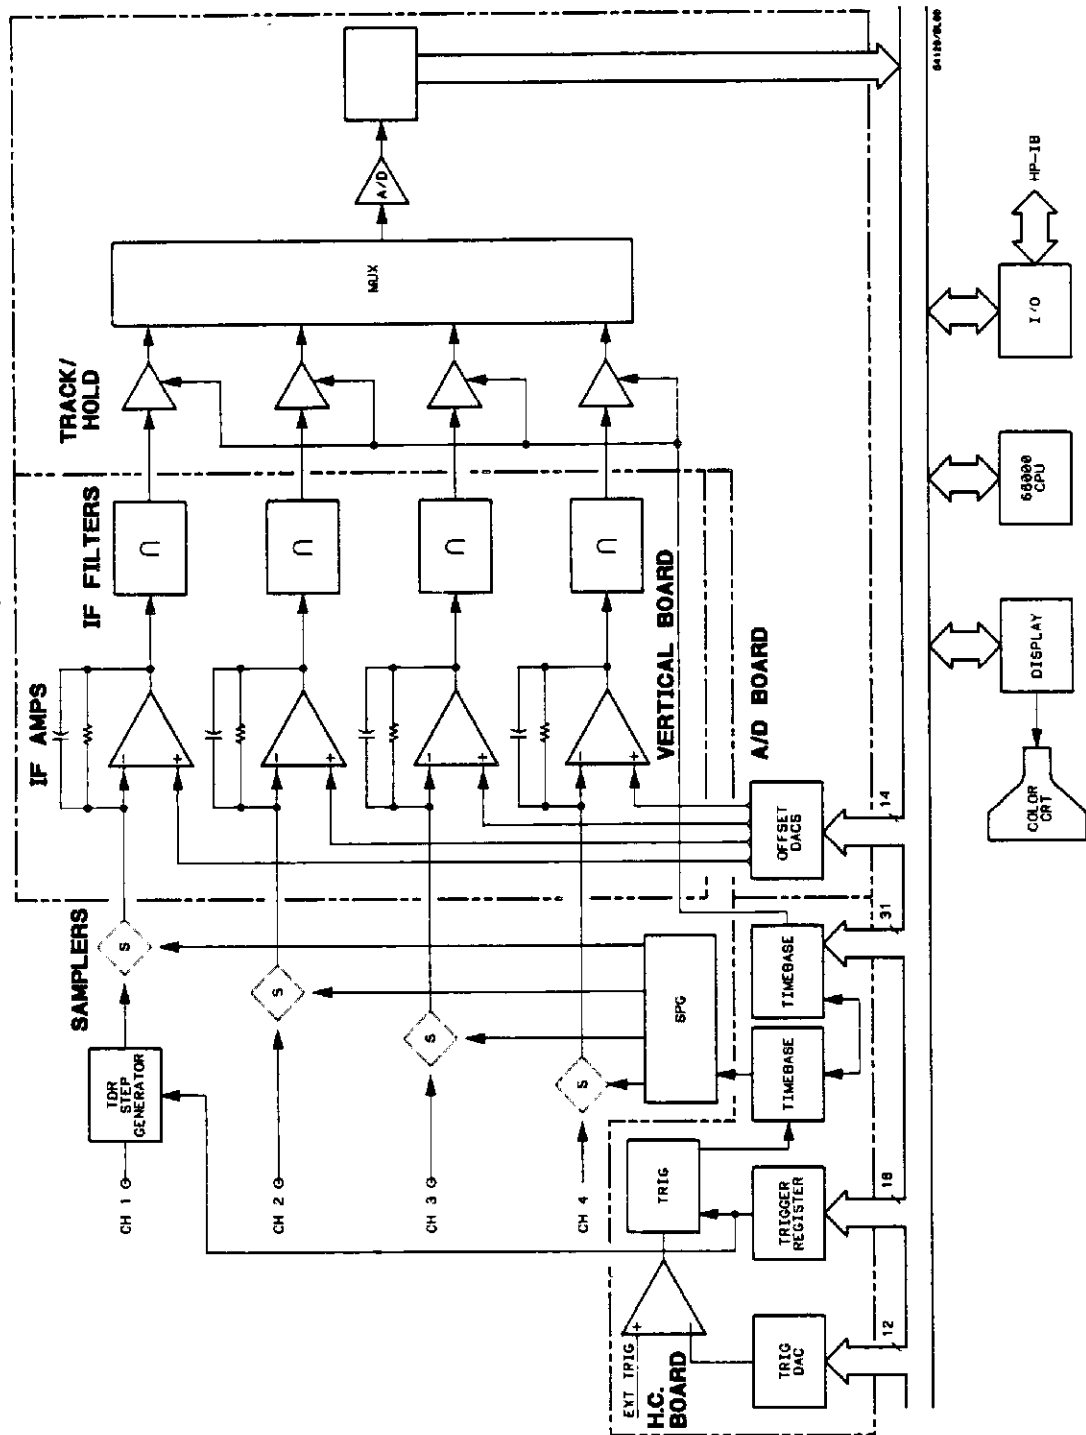 SAMPLERS
IF AMPS
IF FILTERS
TRACK/
HOLD
CH 1
TDR
STEP
GENERATOR
S
-
+
∩
CH 2
S
-
+
∩
CH 3
S
-
+
∩
CH 4
S
-
+
∩
MUX
A/D
VERTICAL BOARD
A/D BOARD
EXT TRIG
+
H.C.
BOARD
TRIG
SPG
TRIG
DAC
TRIGGER
REGISTER
TIMEBASE
TIMEBASE
OFFSET
DACS
12
18
31
14
54120/BL00
COLOR
CRT
DISPLAY
68000
CPU
I/O
HP-IB